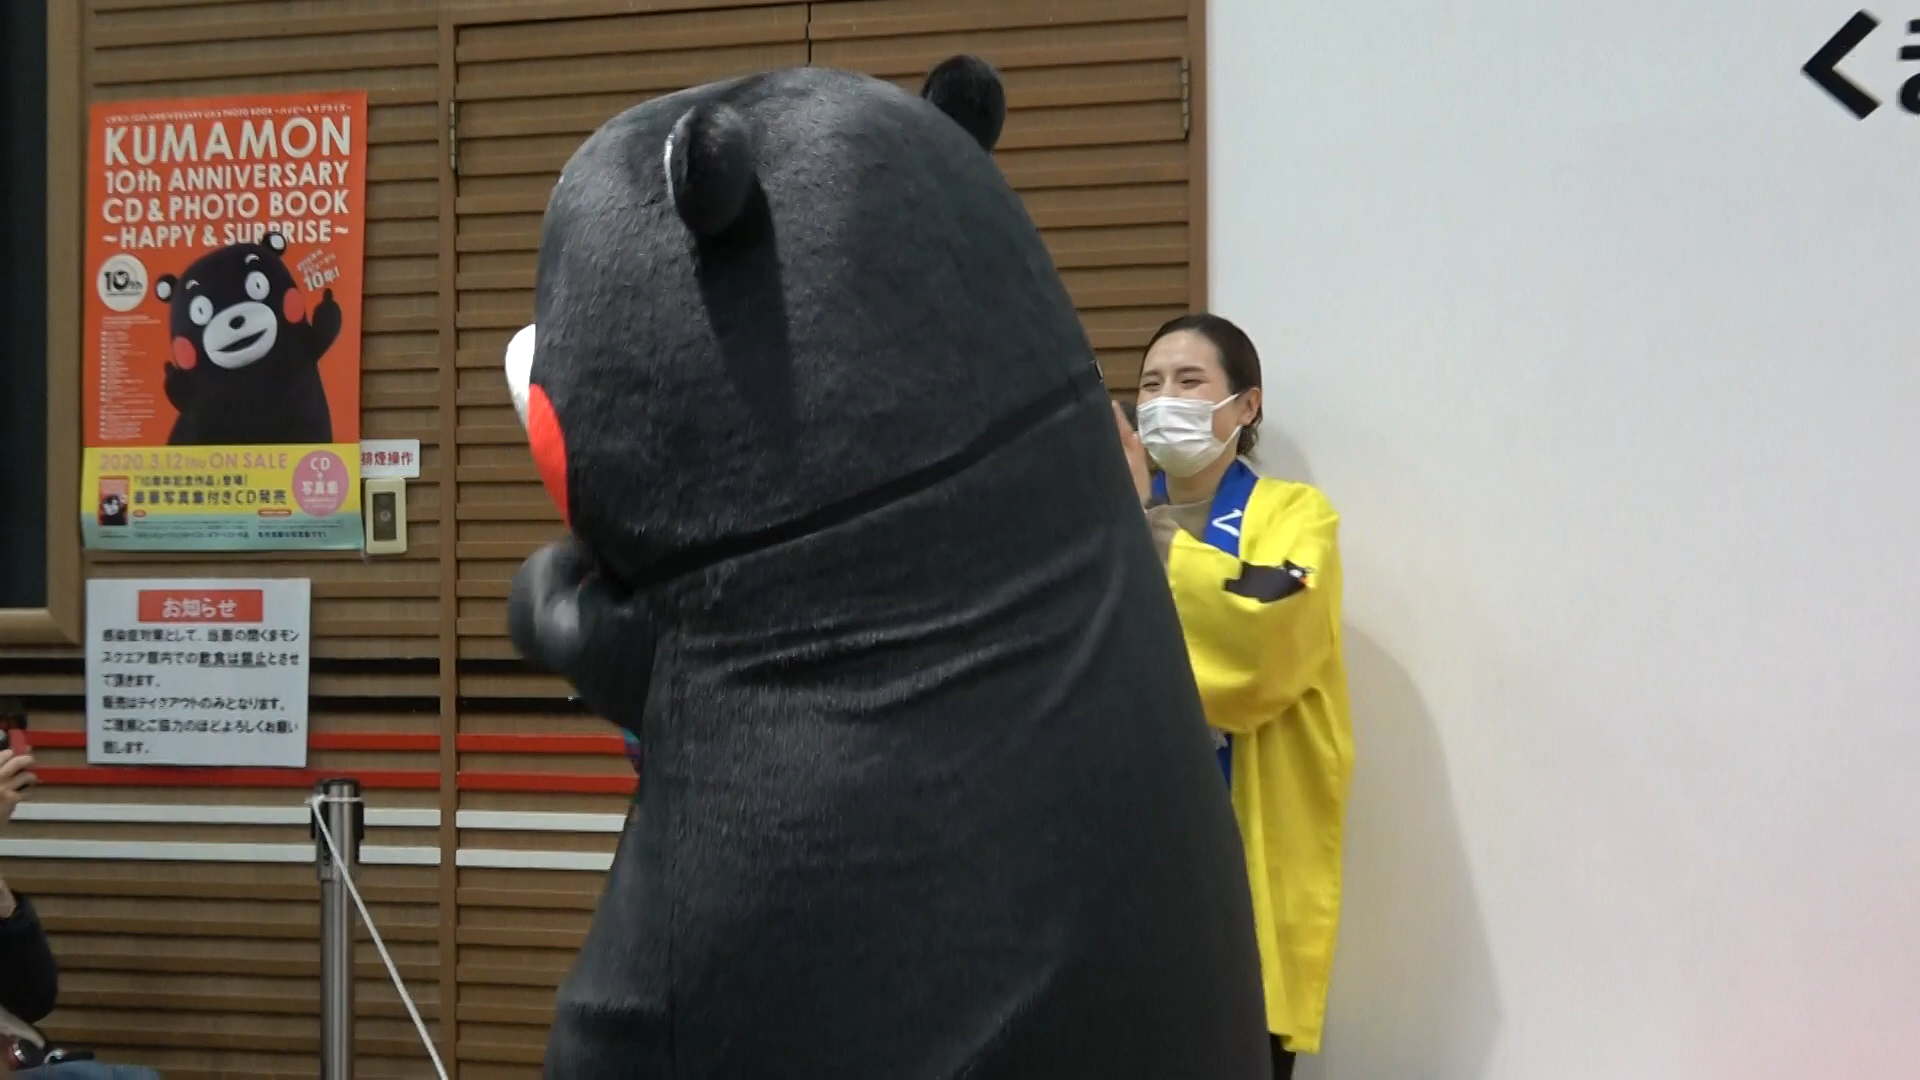 KUMAMON
10th ANNIVERSARY
CD & PHOTO BOOK
~HAPPY & SURPRISE~
10th
10年!
2020.3.12thu ON SALE
「10周年記念作品」登場!
豪華写真集付きCD発売
CD
+
写真集
排煙操作
お知らせ
感染症対策として、当面の間くまモン
スクエア館内での飲食は禁止とさせ
て頂きます。
販売はテイクアウトのみとなります。
ご理解とご協力のほどよろしくお願い
致します。
く